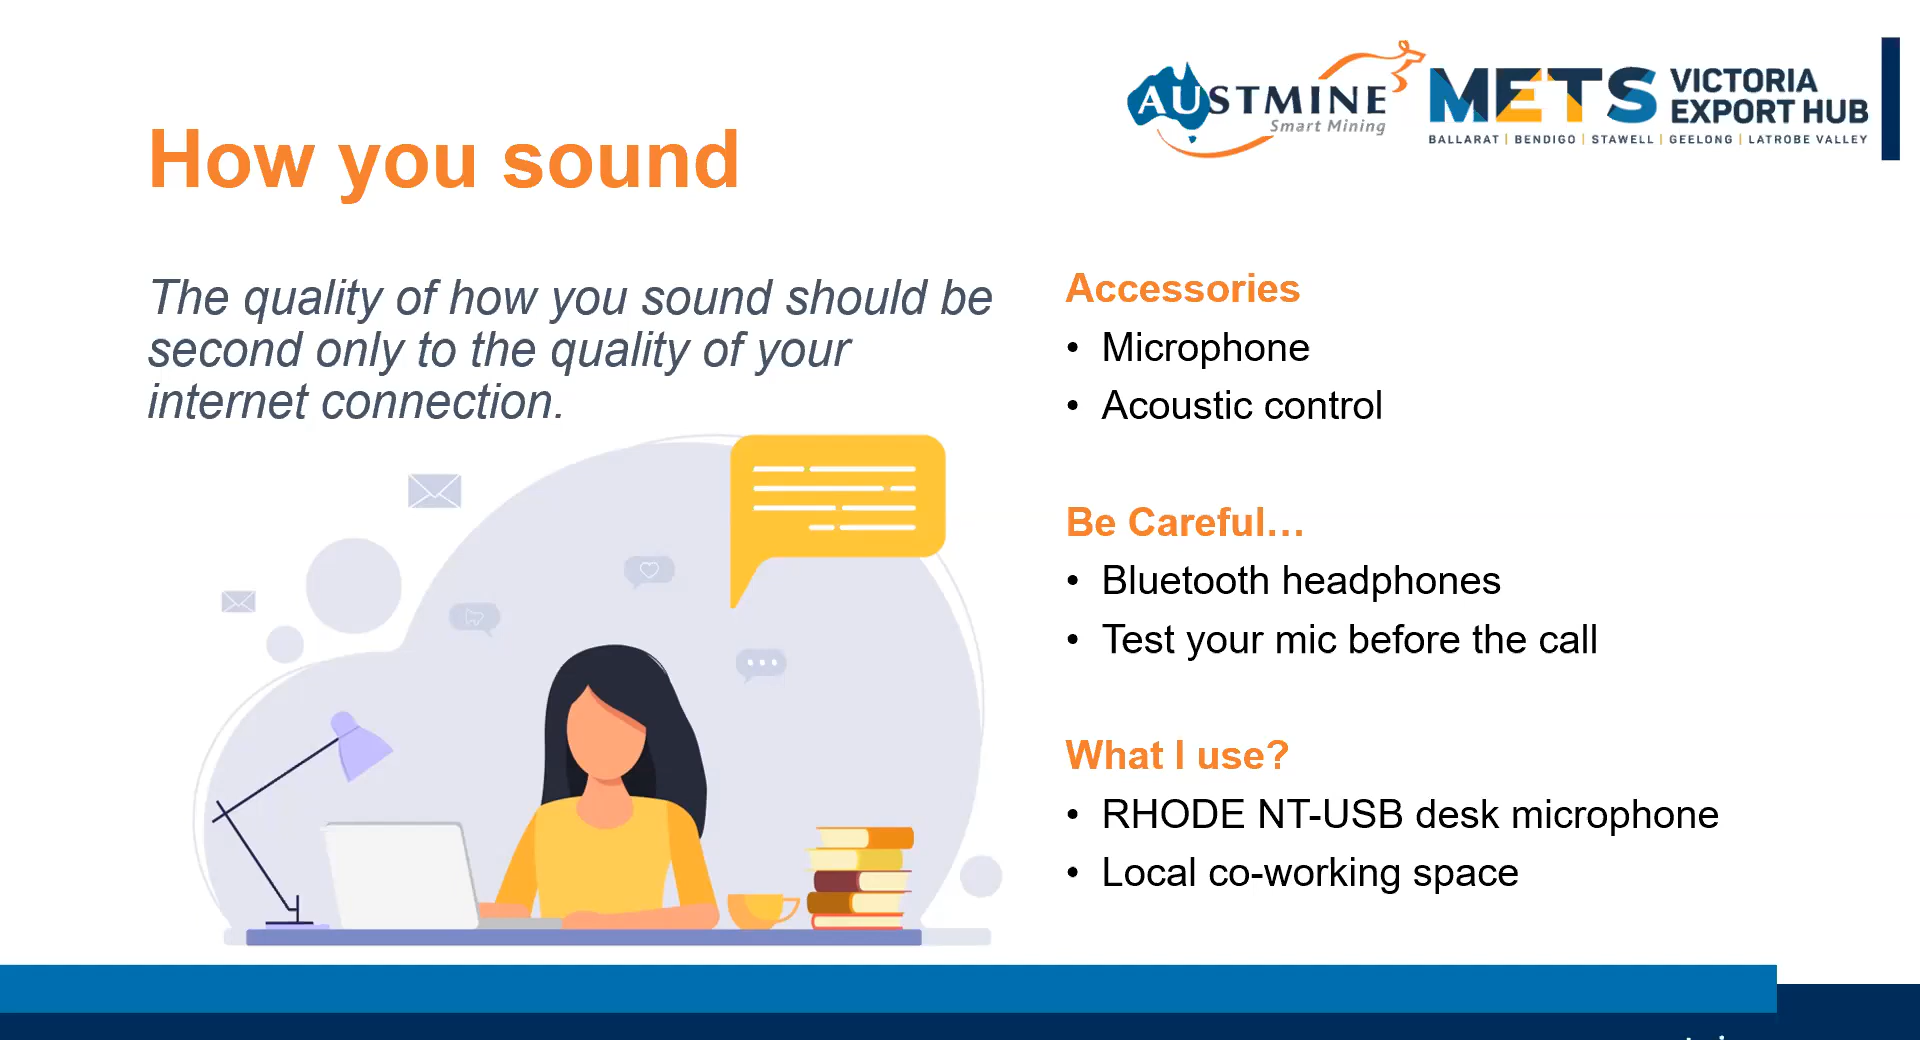 AUSTMINE
Smart Mining
METS VICTORIA
EXPORT HUB
BALLARAT | BENDIGO | STAWELL | GEELONG | LATROBE VALLEY
How you sound
The quality of how you sound should be
second only to the quality of your
internet connection.
Accessories
• Microphone
• Acoustic control
Be Careful…
• Bluetooth headphones
• Test your mic before the call
What I use?
• RHODE NT-USB desk microphone
• Local co-working space